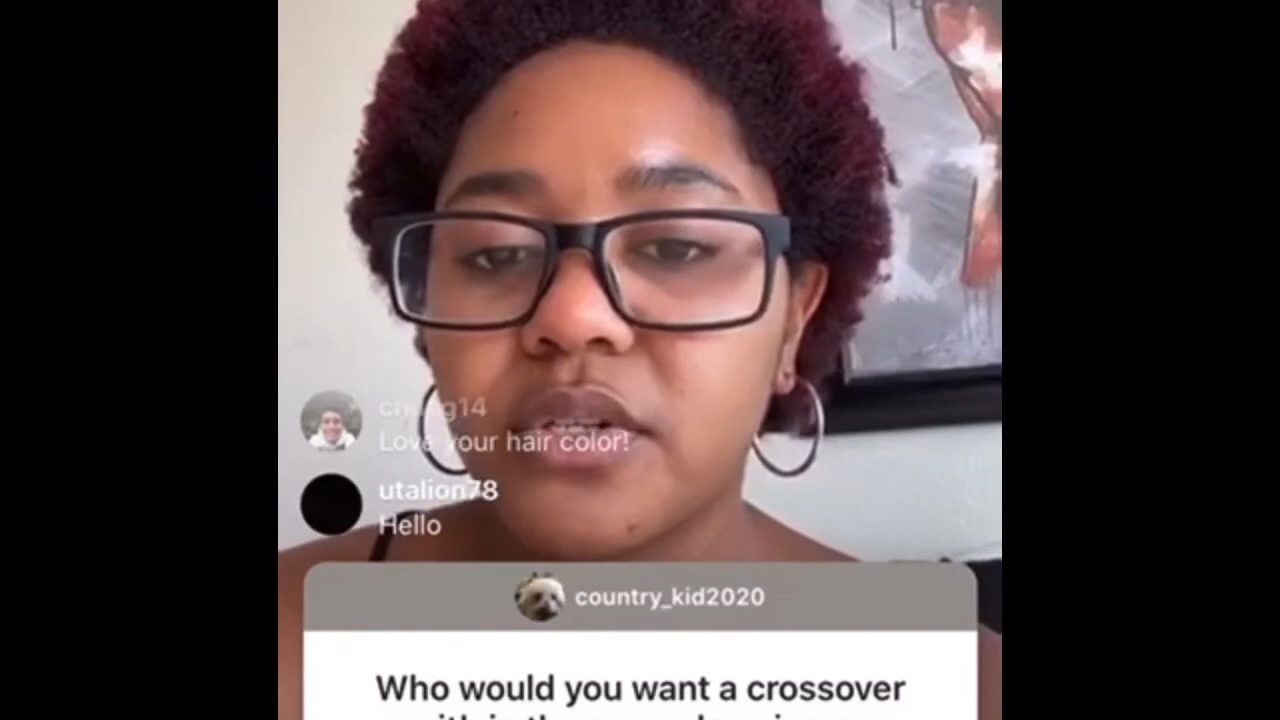 Love your hair color!
utalion78
Hello
country_kid2020
Who would you want a crossover